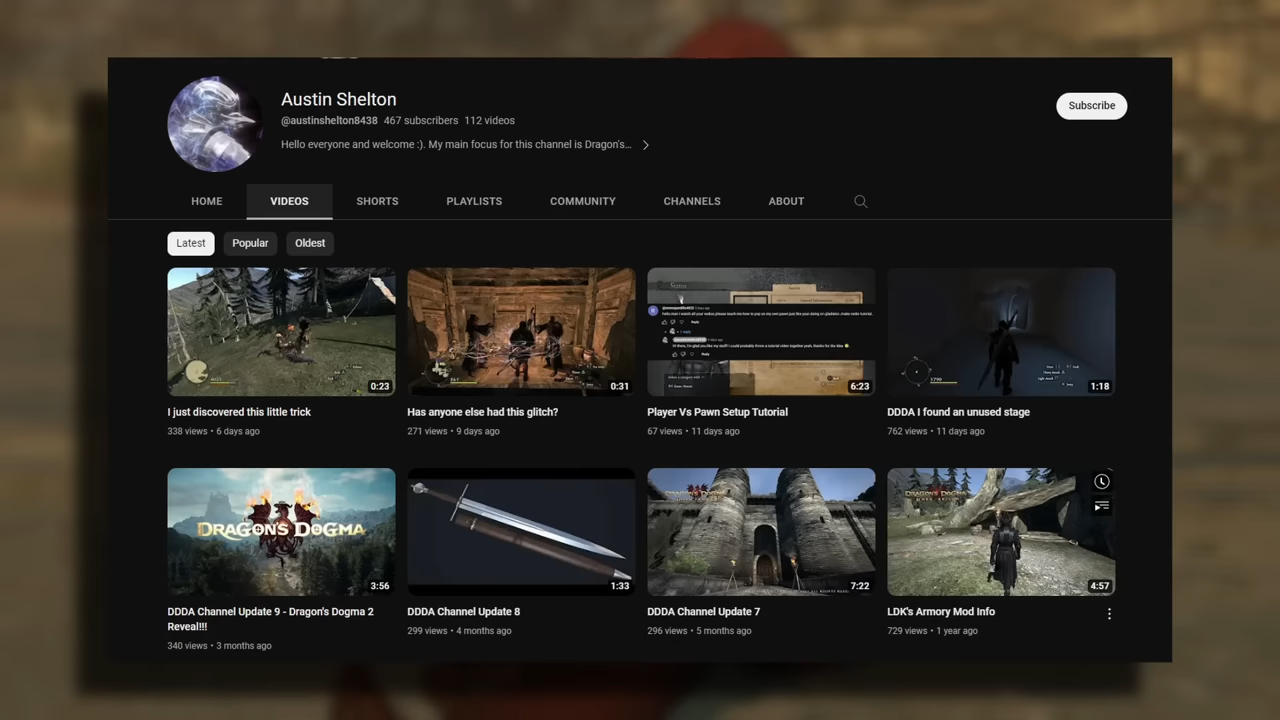 Austin Shelton
@austinshelton8438 467 subscribers 112 videos
Hello everyone and welcome :). My main focus for this channel is Dragon's...
Subscribe
HOME VIDEOS SHORTS PLAYLISTS COMMUNITY CHANNELS ABOUT
Latest Popular Oldest
0:23
0:31
6:23
1:18
I just discovered this little trick
338 views • 6 days ago
Has anyone else had this glitch?
271 views • 9 days ago
Player Vs Pawn Setup Tutorial
67 views • 11 days ago
DDDA I found an unused stage
762 views • 11 days ago
DRAGON'S DOGMA
3:56
1:33
7:22
4:57
DDDA Channel Update 9 - Dragon's Dogma 2
Reveal!!!
340 views • 3 months ago
DDDA Channel Update 8
299 views • 4 months ago
DDDA Channel Update 7
296 views • 5 months ago
LDK's Armory Mod Info
729 views • 1 year ago